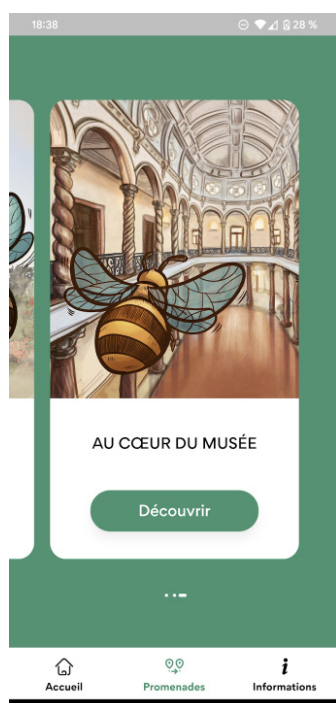 18:38
28 %
AU CŒUR DU MUSÉE
Découvrir
Accueil
Promenades
Informations